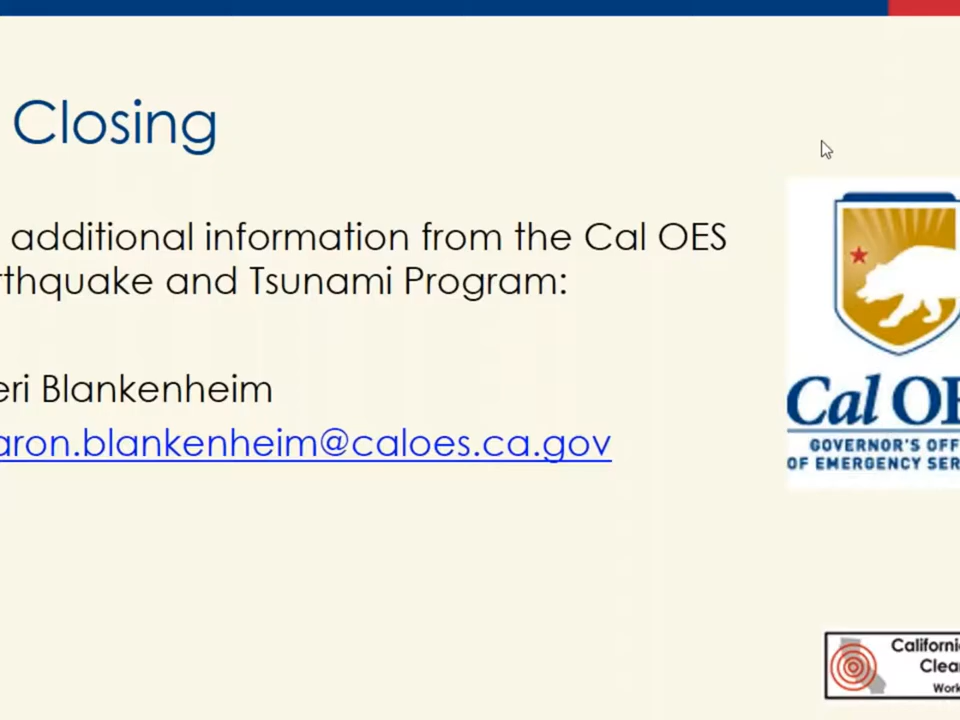 Closing
additional information from the Cal OES
rthquake and Tsunami Program:
eri Blankenheim
aron.blankenheim@caloes.ca.gov
Cal OE
GOVERNOR'S OFF
OF EMERGENCY SER
Californi
Clea
Work